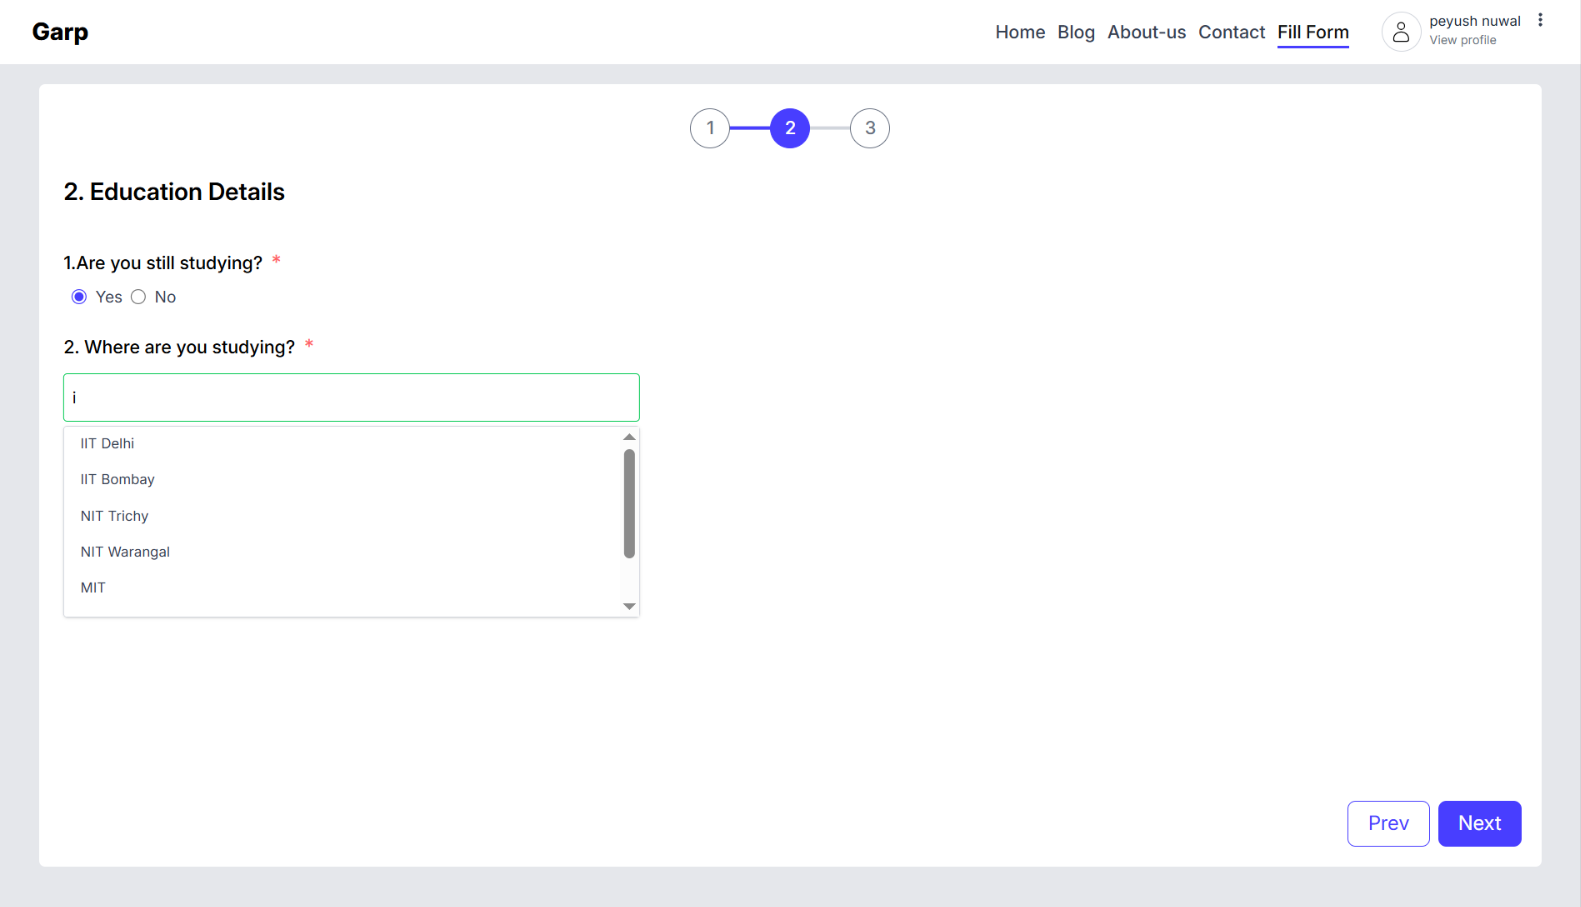 Garp
Home Blog About-us Contact Fill Form
peyush nuwal
View profile
1 2 3
2. Education Details
1.Are you still studying? *
Yes No
2. Where are you studying? *
i
IIT Delhi
IIT Bombay
NIT Trichy
NIT Warangal
MIT
Prev Next